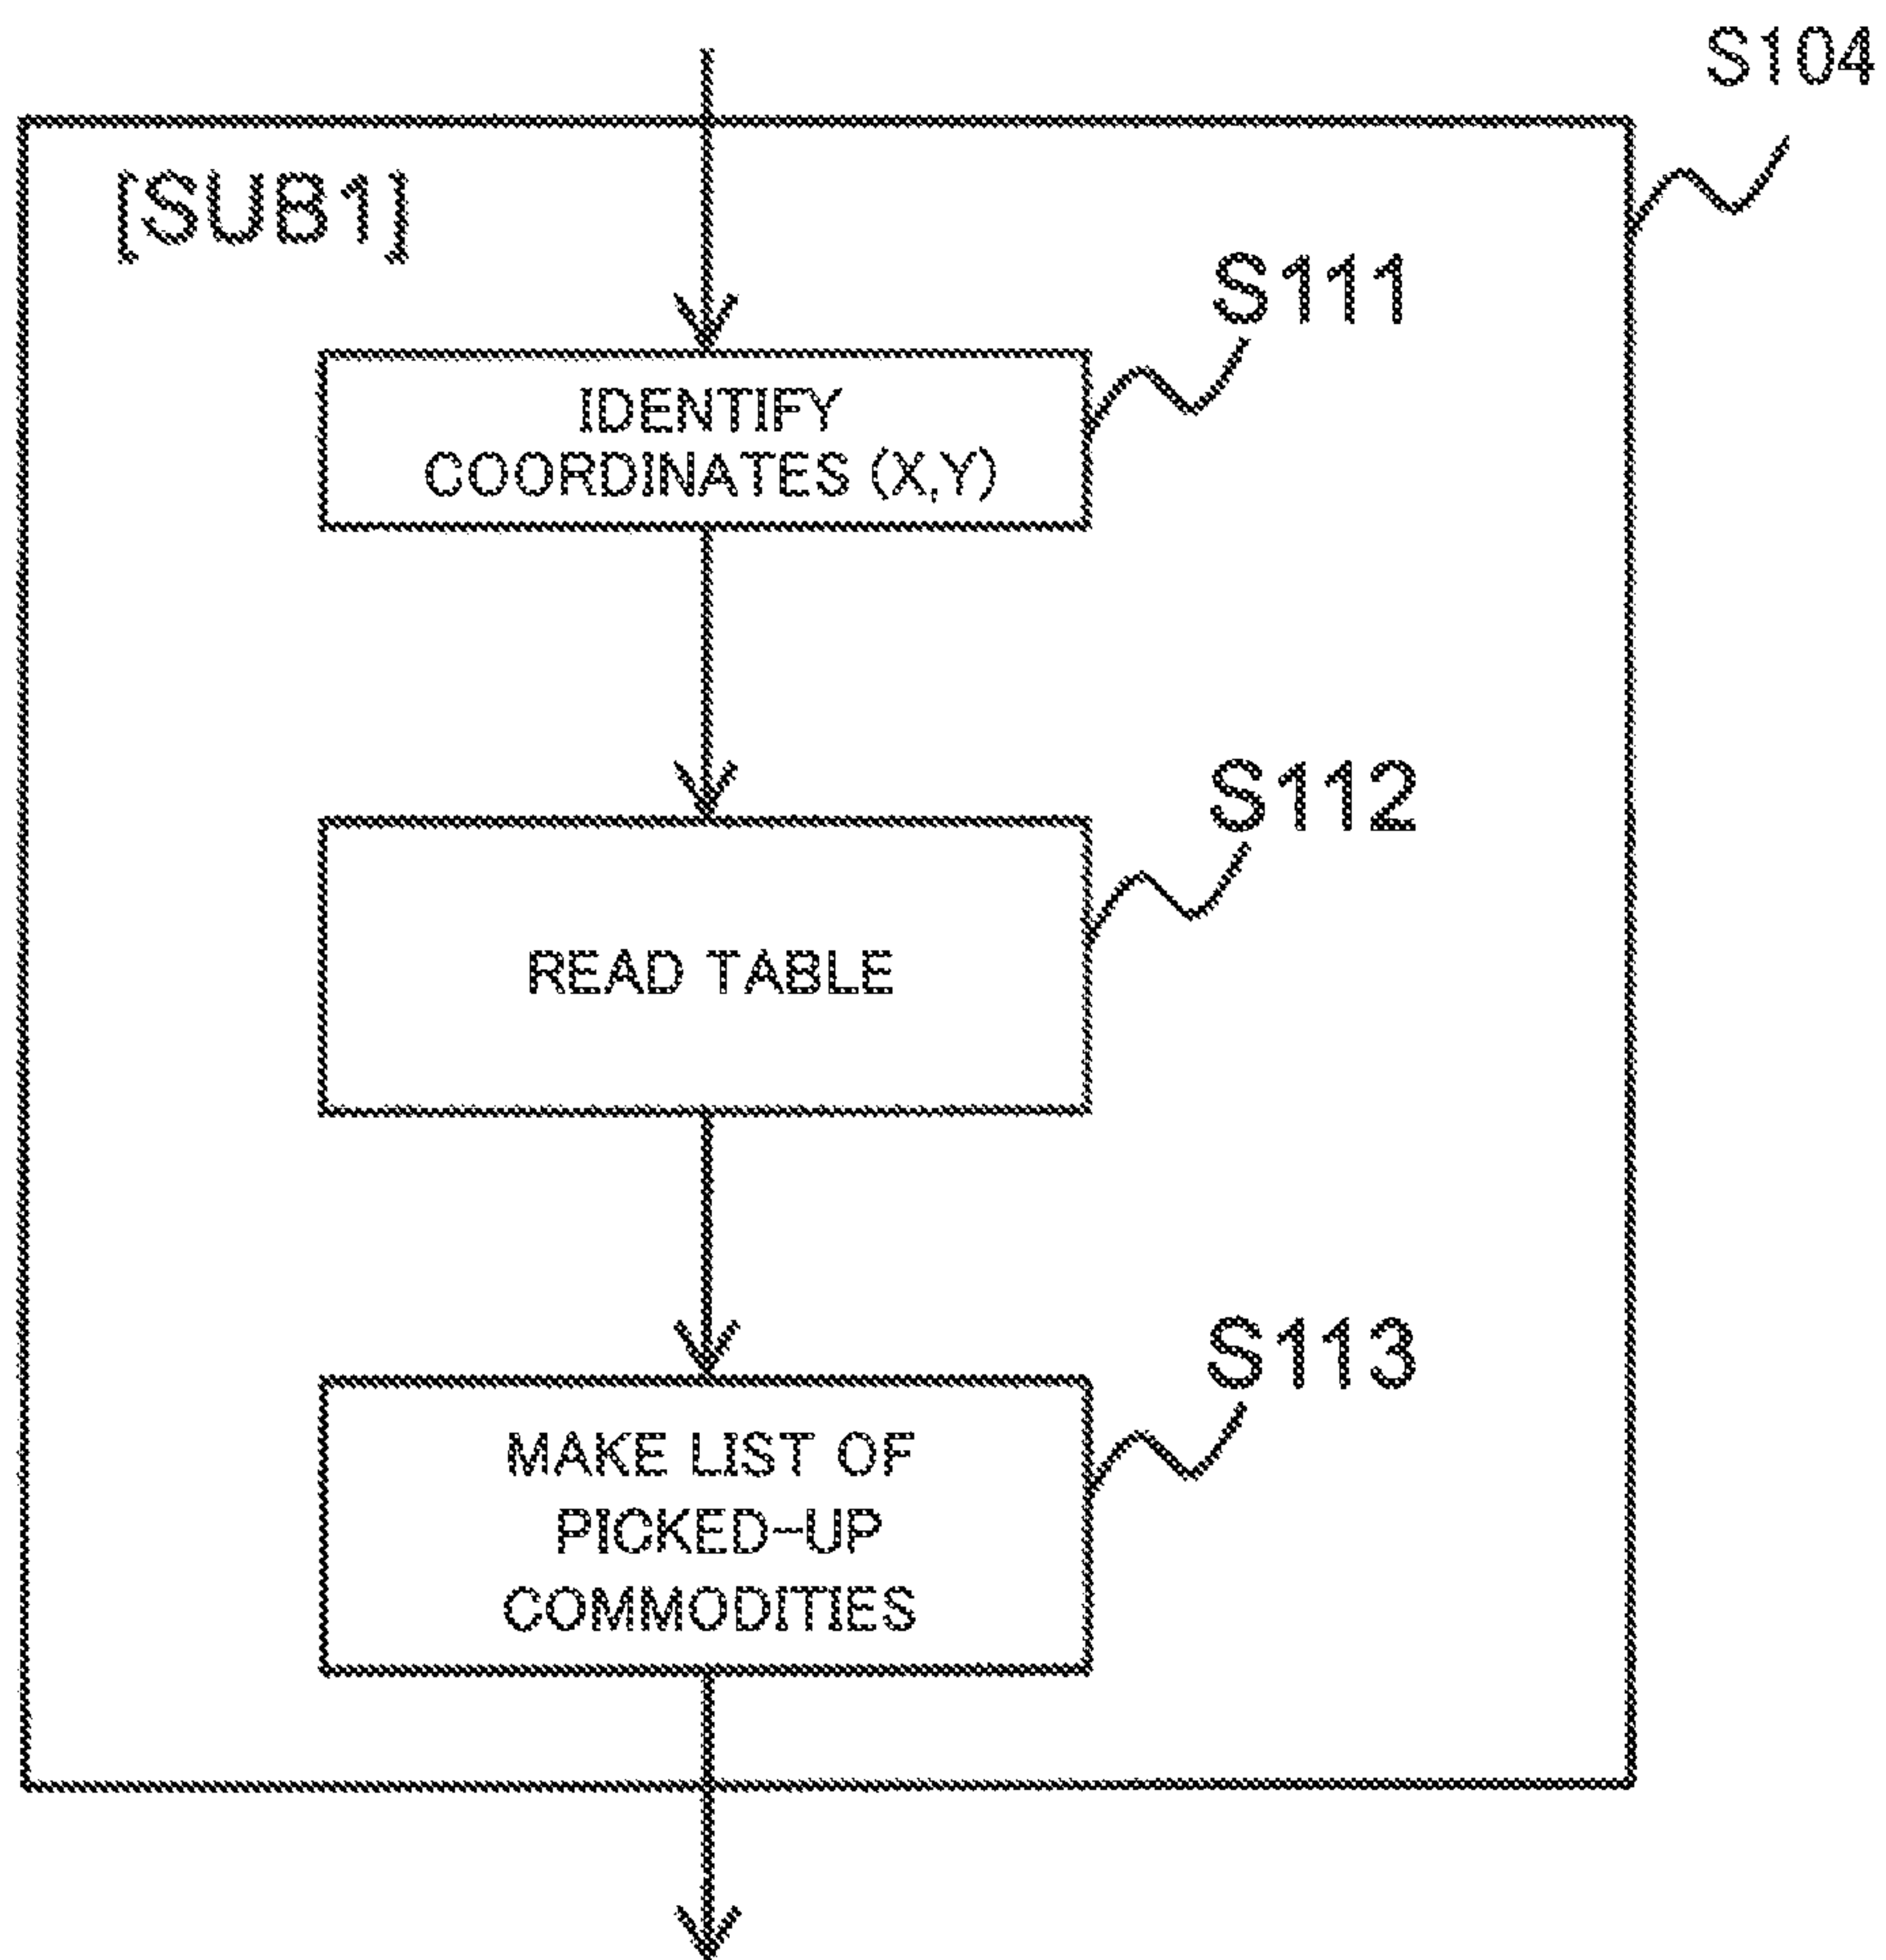 S104
[SUB1]
S111
IDENTIFY
COORDINATES (X,Y)
S112
READ TABLE
S113
MAKE LIST OF
PICKED-UP
COMMODITIES